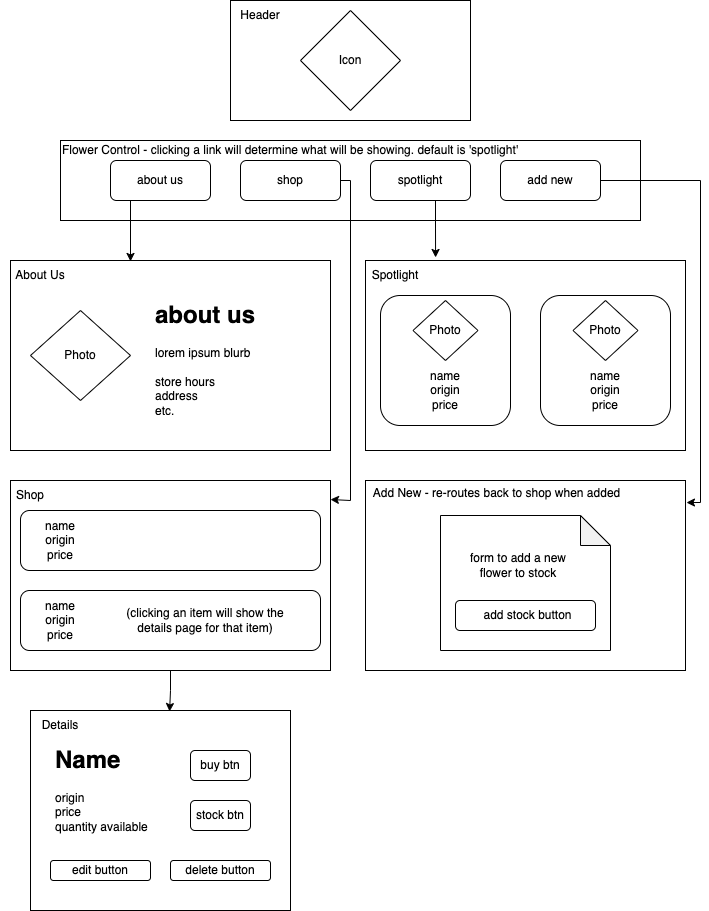 Header
Icon
Flower Control - clicking a link will determine what will be showing. default is 'spotlight'
about us
shop
spotlight
add new
About Us
Photo
about us
lorem ipsum blurb
store hours
address
etc.
Spotlight
Photo
name
origin
price
Photo
name
origin
price
Shop
name
origin
price
name
origin
price
(clicking an item will show the
details page for that item)
Add New - re-routes back to shop when added
form to add a new
flower to stock
add stock button
Details
Name
origin
price
quantity available
buy btn
stock btn
edit button
delete button